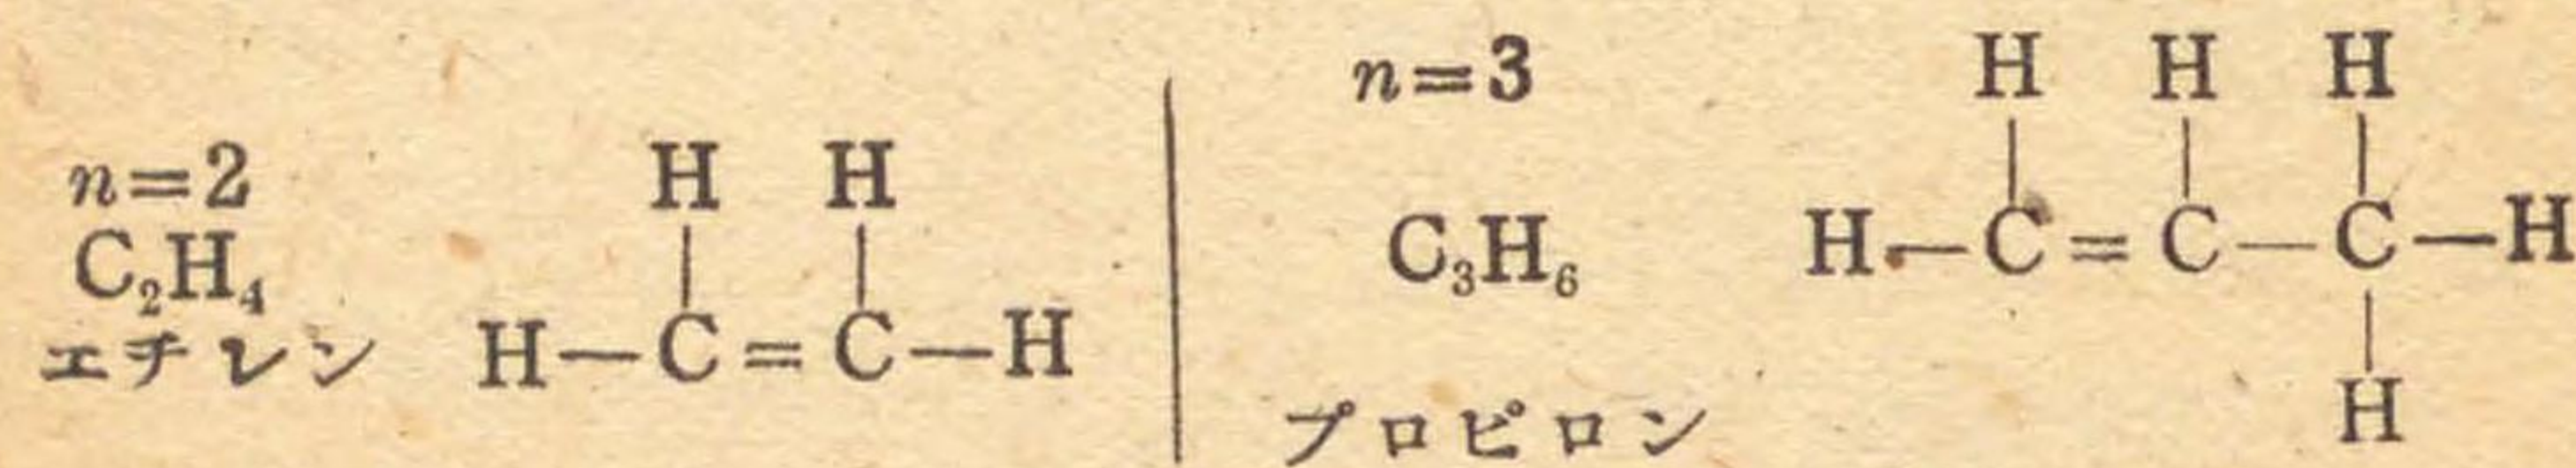 n=2
C₂H₄
エチレン
H H
H—C=C—H
n=3
C₃H₆
プロピロン
H H H
H—C=C—C—H
H